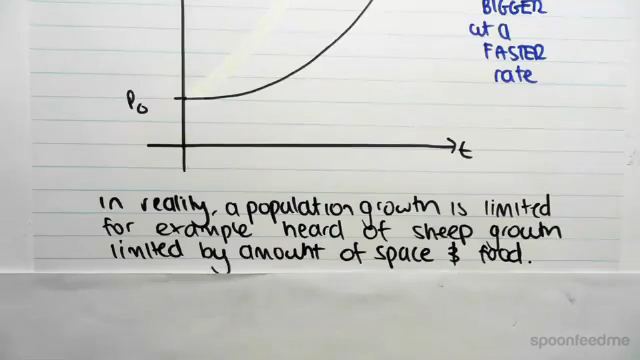 BIGGER
at a
FASTER
rate
P0
t
in reality, a population growth is limited
for example heard of sheep growth
limited by amount of space & food.
spoonfeedme